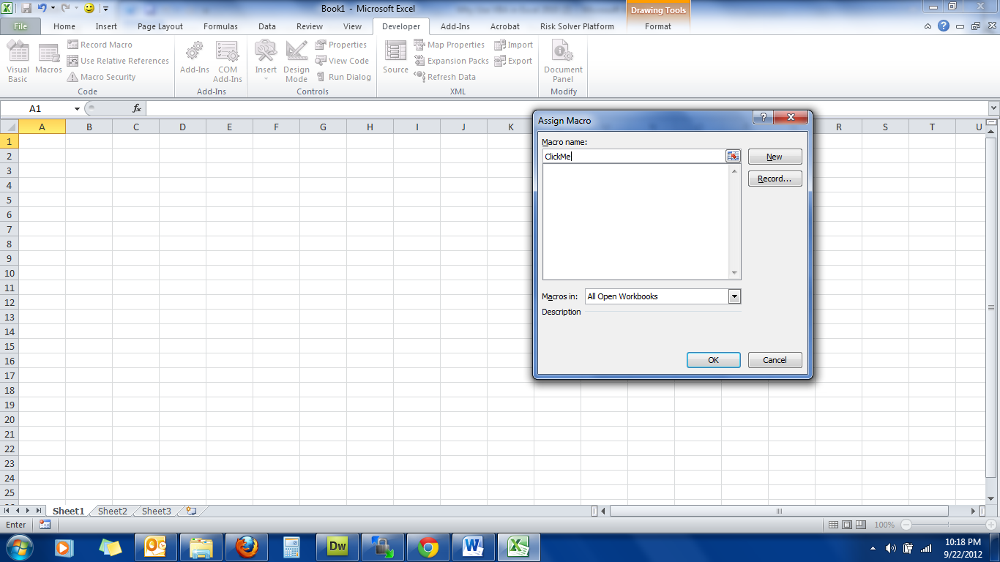 Book1 - Microsoft Excel
Drawing Tools
File Home Insert Page Layout Formulas Data Review View Developer Add-Ins Acrobat Risk Solver Platform Format
Visual Basic
Macros
Record Macro
Use Relative References
Macro Security
Code
Add-Ins
COM Add-Ins
Add-Ins
Insert
Design Mode
Properties
View Code
Run Dialog
Controls
Source
Map Properties
Expansion Packs
Refresh Data
Import
Export
XML
Document Panel
Modify
A1
fx
A B C D E F G H I J K R S T U
1
2
3
4
5
6
7
8
9
10
11
12
13
14
15
16
17
18
19
20
21
22
23
24
25
Assign Macro
Macro name:
ClickMe
New
Record...
Macros in: All Open Workbooks
Description
OK Cancel
Sheet1 Sheet2 Sheet3
Enter
100%
Dw
10:18 PM
9/22/2012